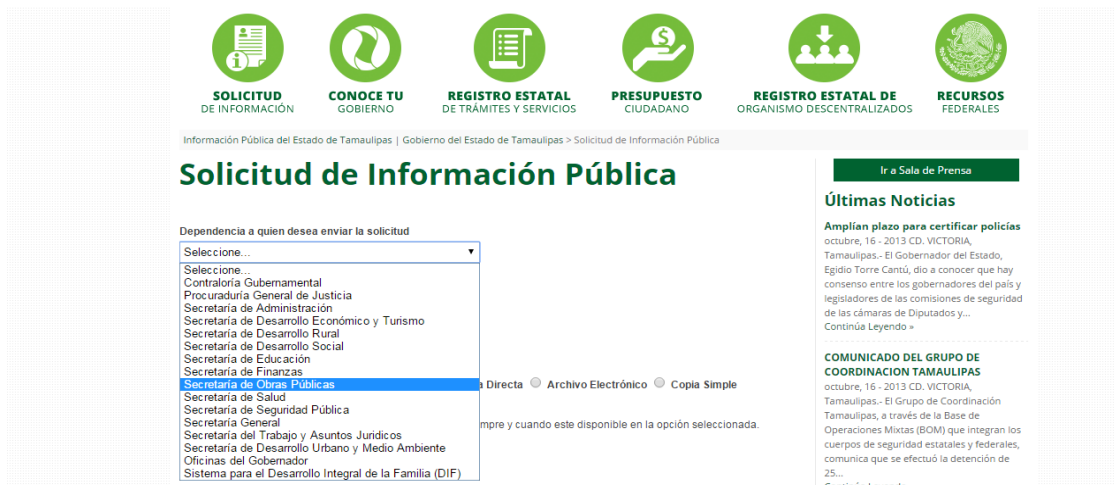 SOLICITUD
DE INFORMACIÓN
CONOCE TU
GOBIERNO
REGISTRO ESTATAL
DE TRÁMITES Y SERVICIOS
PRESUPUESTO
CIUDADANO
REGISTRO ESTATAL DE
ORGANISMO DESCENTRALIZADOS
RECURSOS
FEDERALES
Información Pública del Estado de Tamaulipas | Gobierno del Estado de Tamaulipas > Solicitud de Información Pública
Solicitud de Información Pública
Dependencia a quien desea enviar la solicitud
Seleccione...
Seleccione...
Contraloría Gubernamental
Procuraduría General de Justicia
Secretaría de Administración
Secretaría de Desarrollo Económico y Turismo
Secretaría de Desarrollo Rural
Secretaría de Desarrollo Social
Secretaría de Educación
Secretaría de Finanzas
Secretaría de Obras Públicas
Secretaría de Salud
Secretaría de Seguridad Pública
Secretaría General
Secretaría del Trabajo y Asuntos Juridicos
Secretaría de Desarrollo Urbano y Medio Ambiente
Oficinas del Gobernador
Sistema para el Desarrollo Integral de la Familia (DIF)
a Directa Archivo Electrónico Copia Simple
mpre y cuando este disponible en la opción seleccionada.
Ir a Sala de Prensa
Últimas Noticias
Amplían plazo para certificar policías
octubre, 16 - 2013 CD. VICTORIA,
Tamaulipas.- El Gobernador del Estado,
Egidio Torre Cantú, dio a conocer que hay
consenso entre los gobernadores del país y
legisladores de las comisiones de seguridad
de las cámaras de Diputados y...
Continúa Leyendo »
COMUNICADO DEL GRUPO DE
COORDINACION TAMAULIPAS
octubre, 16 - 2013 CD. VICTORIA,
Tamaulipas.- El Grupo de Coordinación
Tamaulipas, a través de la Base de
Operaciones Mixtas (BOM) que integran los
cuerpos de seguridad estatales y federales,
comunica que se efectuó la detención de
25...